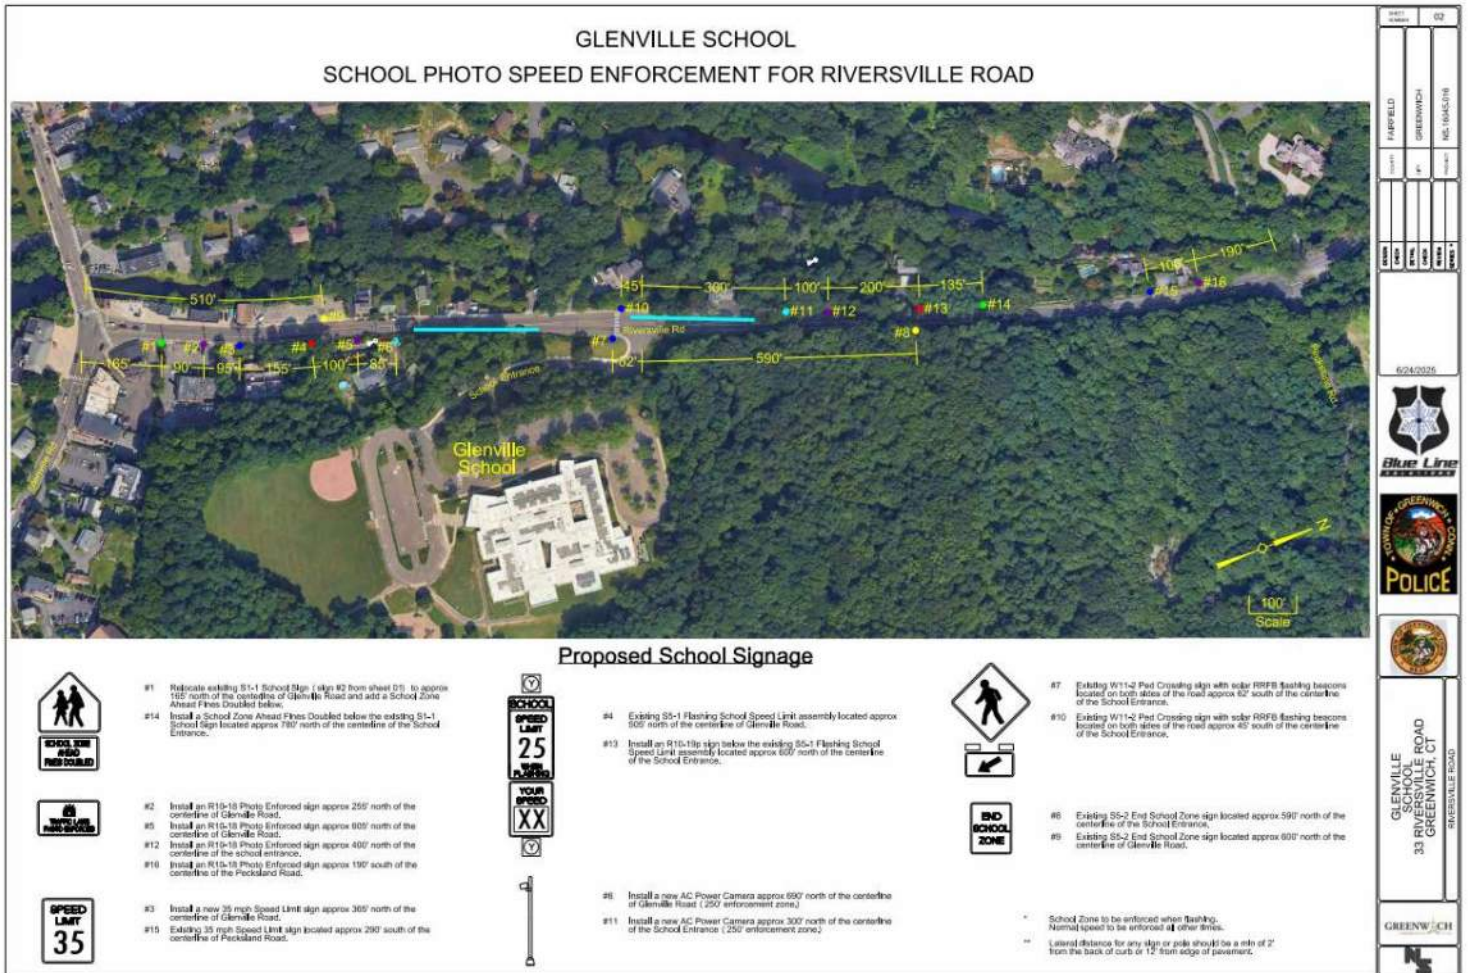 SHEET NUMBER 02
GLENVILLE SCHOOL
SCHOOL PHOTO SPEED ENFORCEMENT FOR RIVERSVILLE ROAD
FAIRFIELD
GREENWICH
NS-16045-016
510'
45'
300'
100'
200'
135'
100'
190'
#10
#11
#12
#13
#14
#15
#16
#1
#2
#3
#4
#5
#6
#7
Riversville Rd
#8
165'
90'
95'
155'
100'
85'
62'
590'
School Entrance
Glenville
School
Glenville Rd
Pecksland Rd
N
100'
Scale
6/24/2025
Blue Line
SOLUTIONS
TOWN OF GREENWICH
CONN
POLICE
Proposed School Signage
SCHOOL ZONE
AHEAD
FINES DOUBLED
#1 Relocate existing S1-1 School Sign ( sign #2 from sheet 01) to approx
165' north of the centerline of Glenville Road and add a School Zone
Ahead Fines Doubled below.
#14 Install a School Zone Ahead Fines Doubled below the existing S1-1
School Sign located approx 780' north of the centerline of the School
Entrance.
TRAFFIC LAWS
PHOTO ENFORCED
#2 Install an R10-18 Photo Enforced sign approx 255' north of the
centerline of Glenville Road.
#5 Install an R10-18 Photo Enforced sign approx 605' north of the
centerline of Glenville Road.
#12 Install an R10-18 Photo Enforced sign approx 400' north of the
centerline of the school entrance.
#16 Install an R10-18 Photo Enforced sign approx 190' south of the
centerline of the Pecksland Road.
SPEED
LIMIT
35
#3 Install a new 35 mph Speed Limit sign approx 365' north of the
centerline of Glenville Road.
#15 Existing 35 mph Speed Limit sign located approx 290' south of the
centerline of Pecksland Road.
Y
SCHOOL
SPEED
LIMIT
25
WHEN
FLASHING
YOUR
SPEED
XX
Y
#4 Existing S5-1 Flashing School Speed Limit assembly located approx
505' north of the centerline of Glenville Road.
#13 Install an R10-19p sign below the existing S5-1 Flashing School
Speed Limit assembly located approx 600' north of the centerline
of the School Entrance.
#6 Install a new AC Power Camera approx 690' north of the centerline
of Glenville Road ( 250' enforcement zone.)
#11 Install a new AC Power Camera approx 300' north of the centerline
of the School Entrance ( 250' enforcement zone.)
#7 Existing W11-2 Ped Crossing sign with solar RRFB flashing beacons
located on both sides of the road approx 62' south of the centerline
of the School Entrance.
#10 Existing W11-2 Ped Crossing sign with solar RRFB flashing beacons
located on both sides of the road approx 45' south of the centerline
of the School Entrance.
END
SCHOOL
ZONE
#8 Existing S5-2 End School Zone sign located approx 590' north of the
centerline of the School Entrance.
#9 Existing S5-2 End School Zone sign located approx 600' north of the
centerline of Glenville Road.
* School Zone to be enforced when flashing.
Normal speed to be enforced at all other times.
** Lateral distance for any sign or pole should be a min of 2'
from the back of curb or 12' from edge of pavement.
GLENVILLE
SCHOOL
33 RIVERSVILLE ROAD
GREENWICH, CT
RIVERSVILLE ROAD
GREENWICH
NS